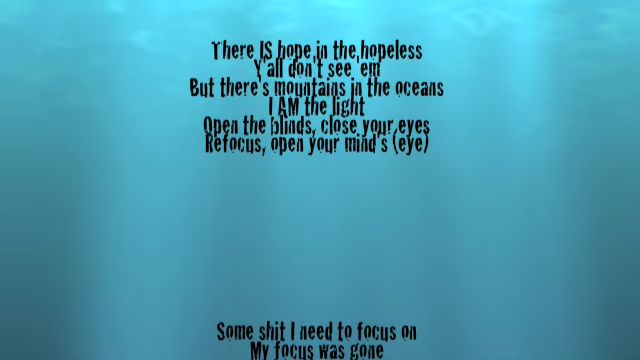 There IS hope in the hopeless
Y'all don't see 'em
But there's mountains in the oceans
I AM the light
Open the blinds, close your eyes
Refocus, open your mind's (eye)
Some shit I need to focus on
My focus was gone